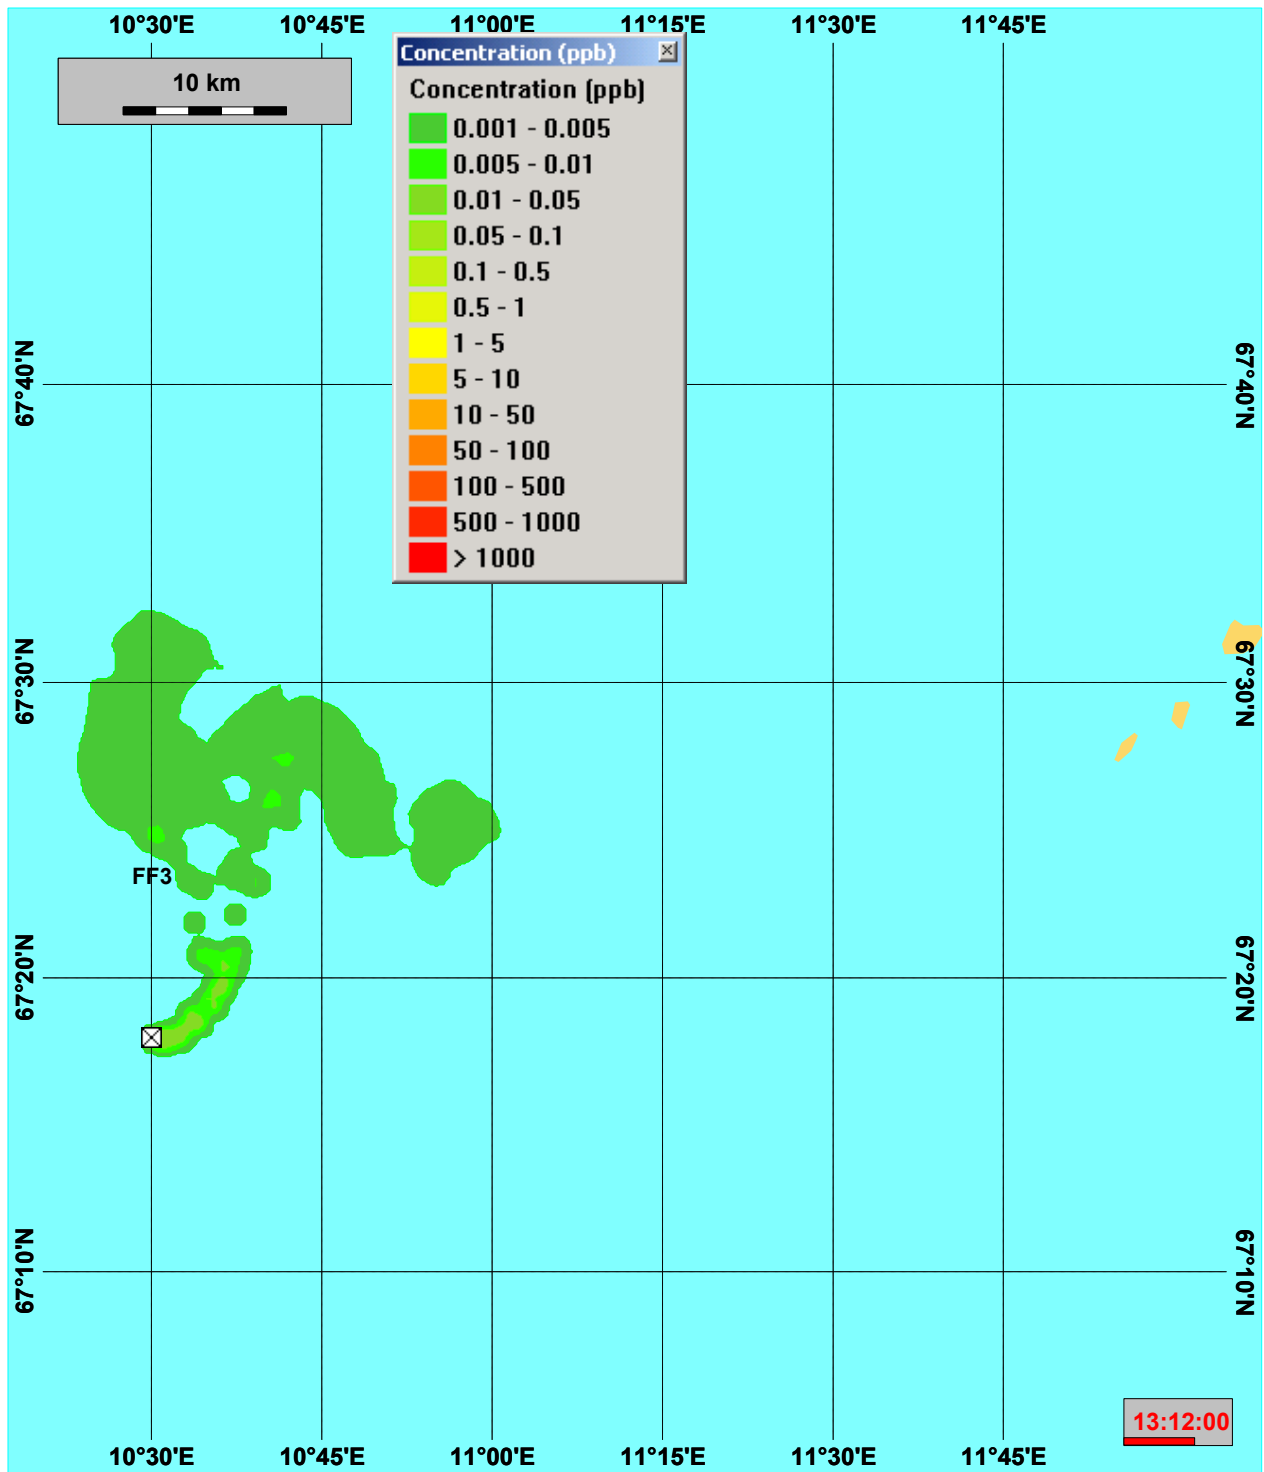 10°30'E 10°45'E 11°00'E 11°15'E 11°30'E 11°45'E
10 km
Concentration (ppb)
Concentration (ppb)
0.001 - 0.005
0.005 - 0.01
0.01 - 0.05
0.05 - 0.1
0.1 - 0.5
0.5 - 1
1 - 5
5 - 10
10 - 50
50 - 100
100 - 500
500 - 1000
> 1000
67°40'N 67°40'N
67°30'N 67°30'N
FF3
67°20'N 67°20'N
67°10'N 67°10'N
13:12:00
10°30'E 10°45'E 11°00'E 11°15'E 11°30'E 11°45'E